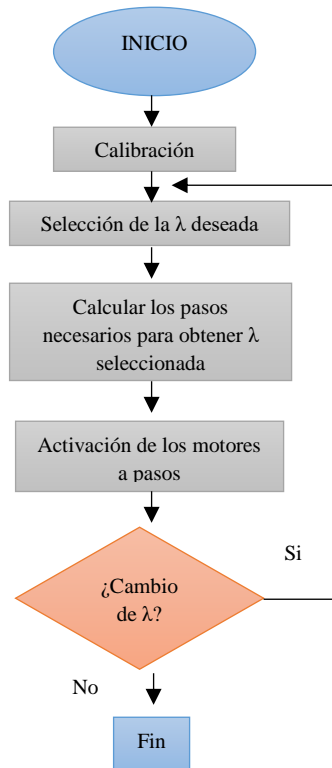 INICIO
Calibración
Selección de la λ deseada
Calcular los pasos
necesarios para obtener λ
seleccionada
Activación de los motores
a pasos
¿Cambio
de λ?
Si
No
Fin